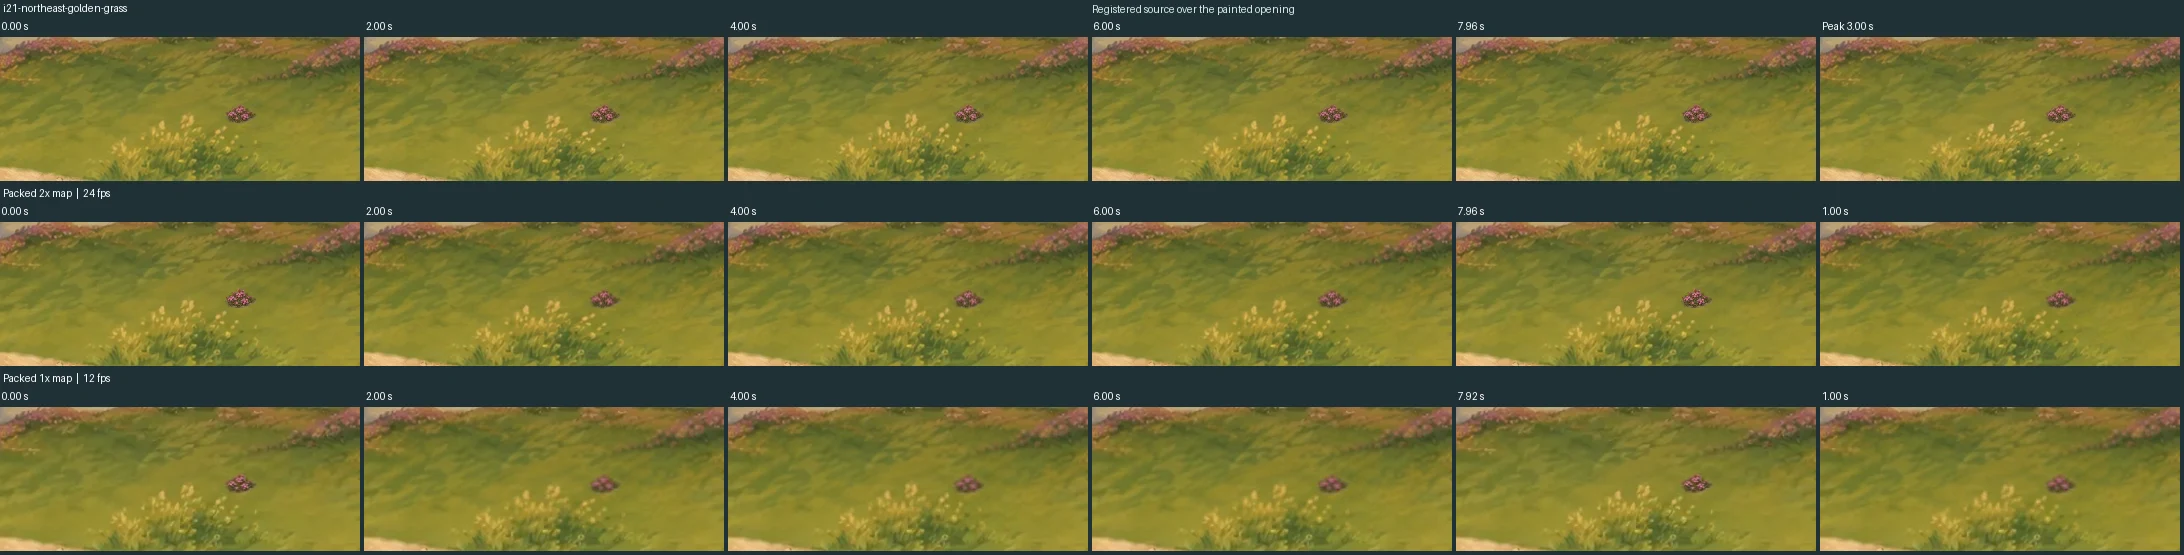 i21-northeast-golden-grass
Registered source over the painted opening
0.00 s
2.00 s
4.00 s
6.00 s
7.96 s
Peak 3.00 s
Packed 2x map | 24 fps
0.00 s
2.00 s
4.00 s
6.00 s
7.96 s
1.00 s
Packed 1x map | 12 fps
0.00 s
2.00 s
4.00 s
6.00 s
7.92 s
1.00 s